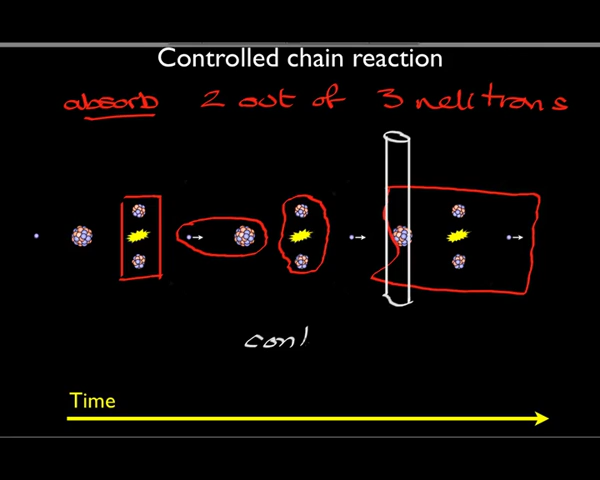 Controlled chain reaction
absorb 2 out of 3 neutrons
con
Time